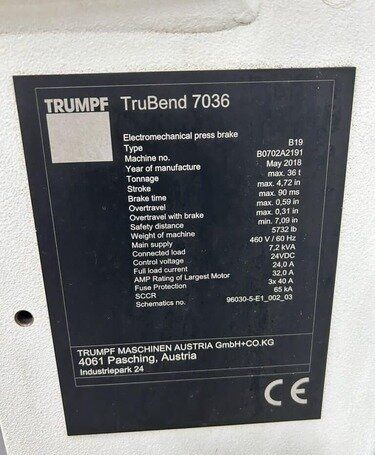 TRUMPF TruBend 7036
Electromechanical press brake
Type B19
Machine no. B0702A2191
Year of manufacture May 2018
Tonnage max. 36 t
Stroke max. 4,72 in
Brake time max. 90 ms
Overtravel max. 0,59 in
Overtravel with brake max. 0,31 in
Safety distance min. 7,09 in
Weight of machine 5732 lb
Main supply 460 V / 60 Hz
Connected load 7,2 kVA
Control voltage 24VDC
Full load current 24,0 A
AMP Rating of Largest Motor 32,0 A
Fuse Protection 3x 40 A
SCCR 65 kA
Schematics no. 96030-5-E1_002_03
TRUMPF MASCHINEN AUSTRIA GmbH+CO.KG
4061 Pasching, Austria
Industriepark 24
CE